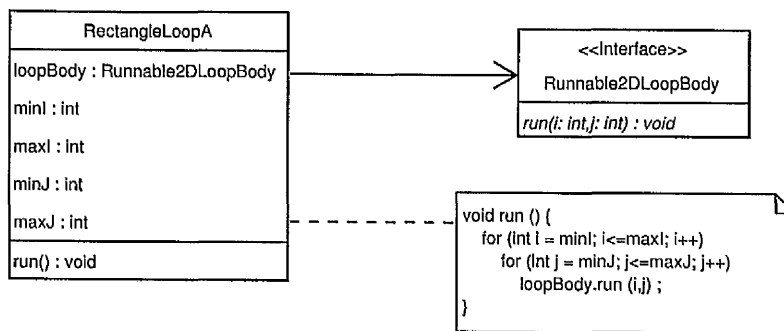 RectangleLoopA
loopBody : Runnable2DLoopBody
minI : int
maxI : int
minJ : int
maxJ : int
run() : void
<<Interface>>
Runnable2DLoopBody
run(i: int,j: int) : void
void run () {
for (int i = minI; i<=maxI; i++)
for (int j = minJ; j<=maxJ; j++)
loopBody.run (i,j) ;
}